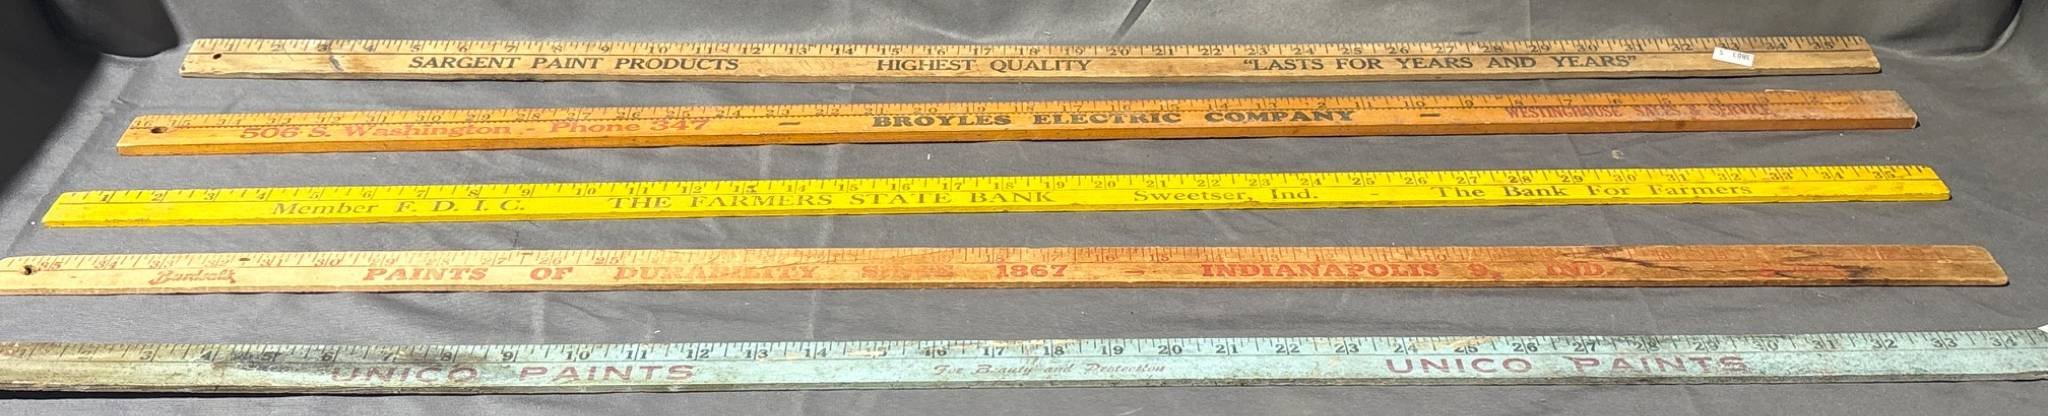 SARGENT PAINT PRODUCTS HIGHEST QUALITY "LASTS FOR YEARS AND YEARS"
506 S. Washington - Phone 347 - BROYLES ELECTRIC COMPANY - WESTINGHOUSE SALES & SERVICE
Member F. D. I. C. THE FARMERS STATE BANK Sweetser, Ind. - The Bank For Farmers
PAINTS OF DURABILITY SINCE 1867 - INDIANAPOLIS 9, IND.
UNICO PAINTS For Beauty and Protection UNICO PAINTS